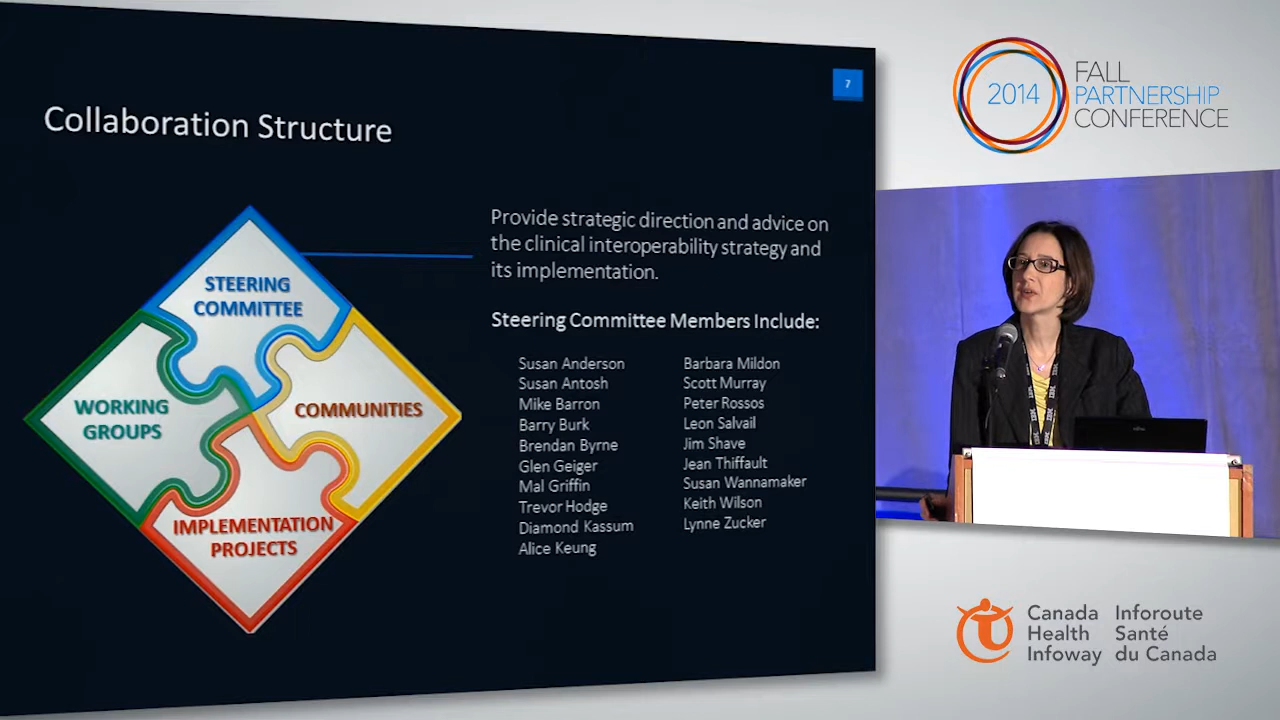 7
Collaboration Structure
STEERING
COMMITTEE
WORKING
GROUPS
COMMUNITIES
IMPLEMENTATION
PROJECTS
Provide strategic direction and advice on
the clinical interoperability strategy and
its implementation.
Steering Committee Members Include:
Susan Anderson
Susan Antosh
Mike Barron
Barry Burk
Brendan Byrne
Glen Geiger
Mal Griffin
Trevor Hodge
Diamond Kassum
Alice Keung
Barbara Mildon
Scott Murray
Peter Rossos
Leon Salvail
Jim Shave
Jean Thiffault
Susan Wannamaker
Keith Wilson
Lynne Zucker
2014
FALL
PARTNERSHIP
CONFERENCE
Canada
Health
Infoway
Inforoute
Santé
du Canada